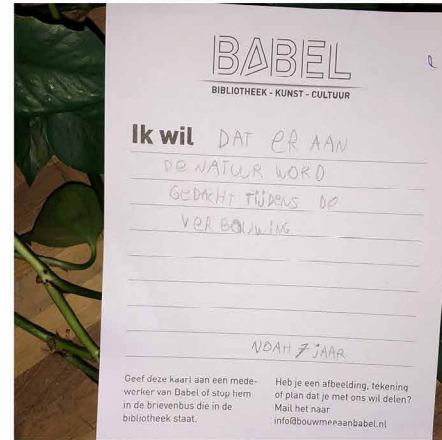 BABEL
BIBLIOTHEEK - KUNST - CULTUUR
Ik wil DAT ER AAN
DE NATUUR WORD
GEDACHT TIJDENS DE
VERBOUWING
NOAH 7 JAAR
Geef deze kaart aan een mede-
werker van Babel of stop hem
in de brievenbus die in de
bibliotheek staat.
Heb je een afbeelding, tekening
of plan dat je met ons wil delen?
Mail het naar
info@bouwmeeaanbabel.nl